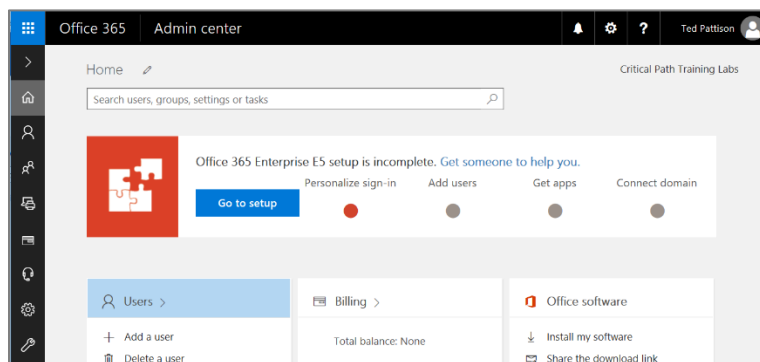 Office 365 Admin center ? Ted Pattison
Home Critical Path Training Labs
Search users, groups, settings or tasks
Office 365 Enterprise E5 setup is incomplete. Get someone to help you.
Personalize sign-in Add users Get apps Connect domain
Go to setup
Users > Billing > Office software
+ Add a user Total balance: None Install my software
Delete a user Share the download link